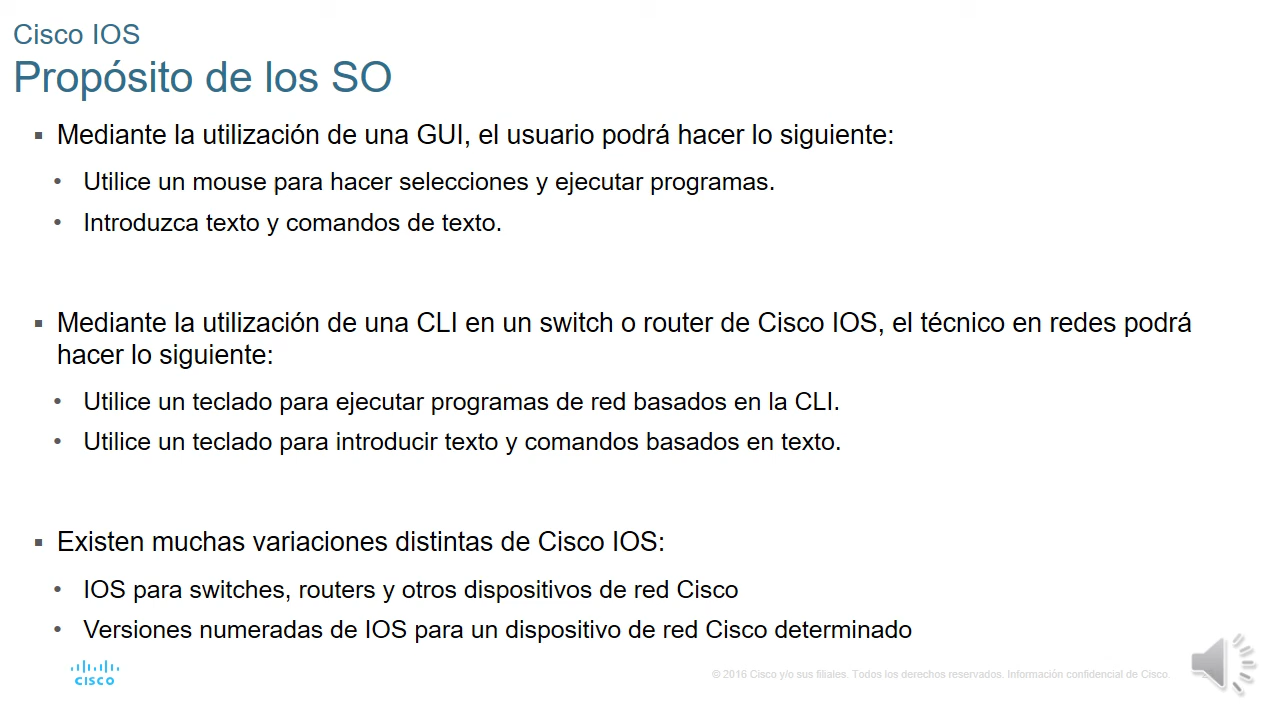 Cisco IOS
Propósito de los SO
▪ Mediante la utilización de una GUI, el usuario podrá hacer lo siguiente:
• Utilice un mouse para hacer selecciones y ejecutar programas.
• Introduzca texto y comandos de texto.
▪ Mediante la utilización de una CLI en un switch o router de Cisco IOS, el técnico en redes podrá
hacer lo siguiente:
• Utilice un teclado para ejecutar programas de red basados en la CLI.
• Utilice un teclado para introducir texto y comandos basados en texto.
▪ Existen muchas variaciones distintas de Cisco IOS:
• IOS para switches, routers y otros dispositivos de red Cisco
• Versiones numeradas de IOS para un dispositivo de red Cisco determinado
CISCO
© 2016 Cisco y/o sus filiales. Todos los derechos reservados. Información confidencial de Cisco.